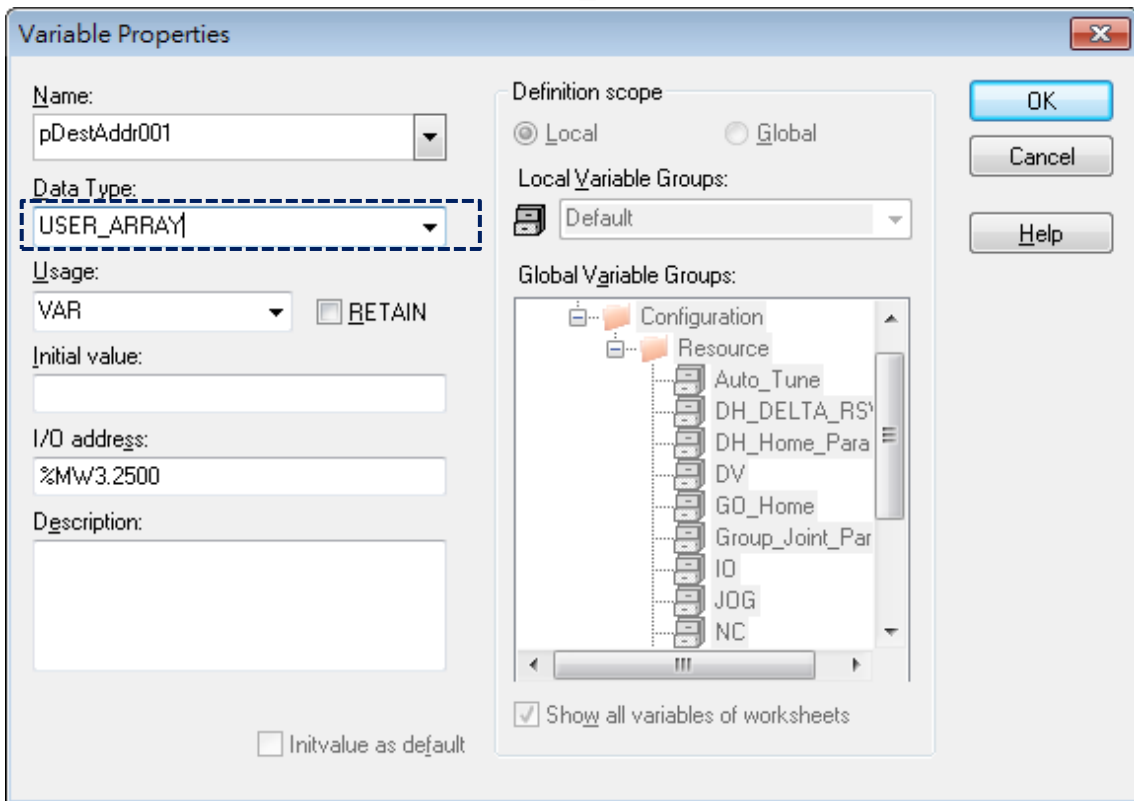 Variable Properties
Name:
pDestAddr001
Data Type:
USER_ARRAY
Usage:
VAR
RETAIN
Initial value:
I/O address:
%MW3.2500
Description:
Initvalue as default
Definition scope
Local
Global
Local Variable Groups:
Default
Global Variable Groups:
Configuration
Resource
Auto_Tune
DH_DELTA_RS
DH_Home_Para
DV
GO_Home
Group_Joint_Par
IO
JOG
NC
Show all variables of worksheets
OK
Cancel
Help